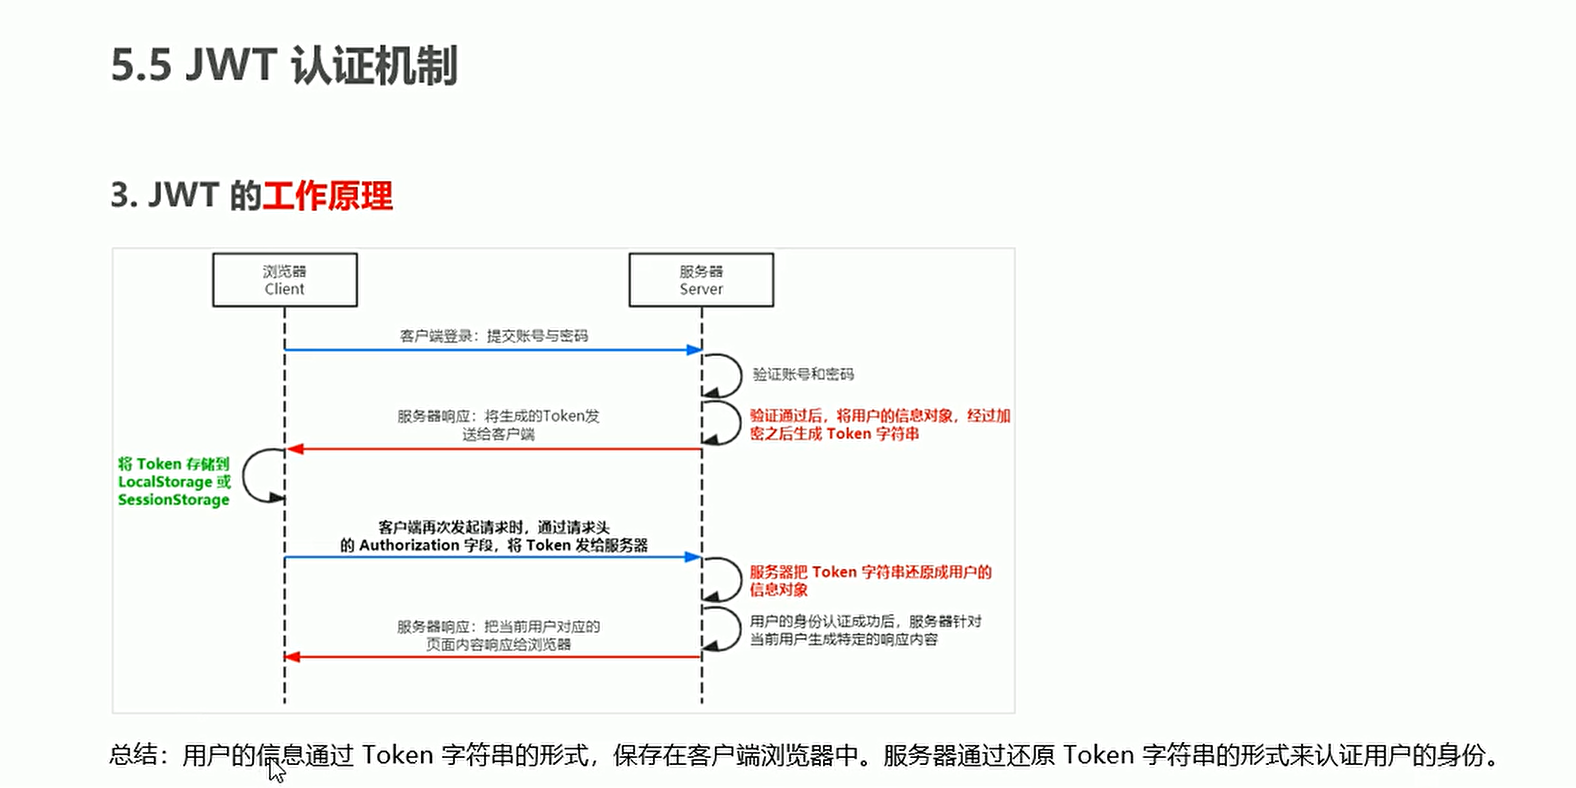 5.5 JWT 认证机制
3. JWT 的工作原理
浏览器
Client
服务器
Server
客户端登录：提交账号与密码
验证账号和密码
服务器响应：将生成的Token发
送给客户端
验证通过后，将用户的信息对象，经过加
密之后生成 Token 字符串
将 Token 存储到
LocalStorage 或
SessionStorage
客户端再次发起请求时，通过请求头
的 Authorization 字段，将 Token 发给服务器
服务器把 Token 字符串还原成用户的
信息对象
服务器响应：把当前用户对应的
页面内容响应给浏览器
用户的身份认证成功后，服务器针对
当前用户生成特定的响应内容
总结：用户的信息通过 Token 字符串的形式，保存在客户端浏览器中。服务器通过还原 Token 字符串的形式来认证用户的身份。